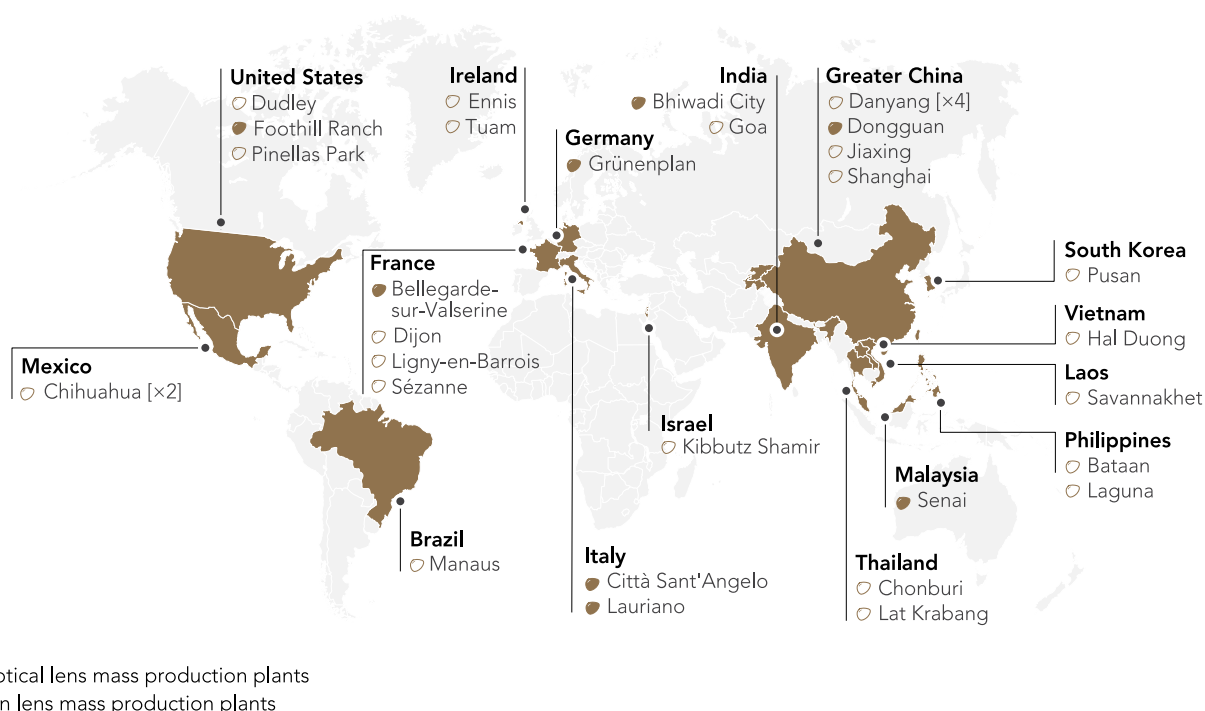 United States
Dudley
Foothill Ranch
Pinellas Park
Ireland
Ennis
Tuam
Germany
Grünenplan
India
Bhiwadi City
Goa
Greater China
Danyang [×4]
Dongguan
Jiaxing
Shanghai
France
Bellegarde-
sur-Valserine
Dijon
Ligny-en-Barrois
Sézanne
South Korea
Pusan
Vietnam
Hal Duong
Laos
Savannakhet
Philippines
Bataan
Laguna
Mexico
Chihuahua [×2]
Israel
Kibbutz Shamir
Malaysia
Senai
Brazil
Manaus
Italy
Città Sant'Angelo
Lauriano
Thailand
Chonburi
Lat Krabang
lens mass production plants
lens mass production plants